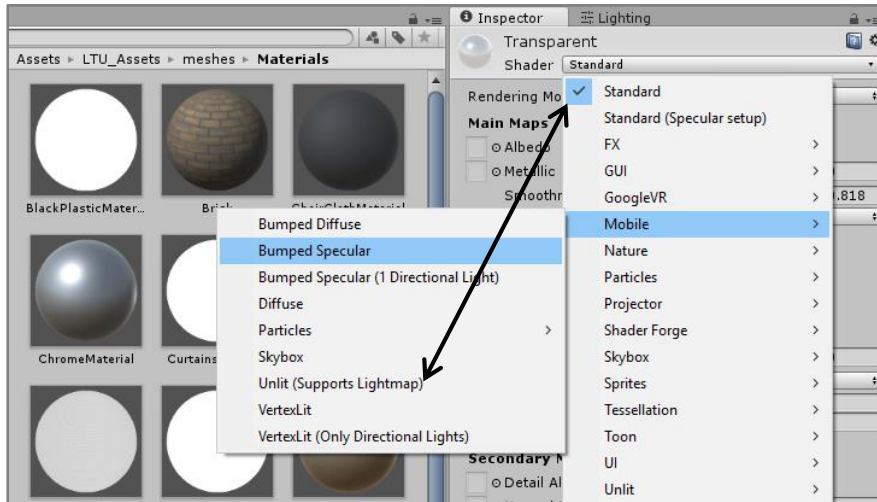 Inspector Lighting
Assets ▸ LTU_Assets ▸ meshes ▸ Materials
Transparent
Shader Standard
Rendering Mo
Main Maps
Albedo
Metallic
Smoothn
.818
BlackPlasticMater...
ChromeMaterial
Curtains
Bumped Diffuse
Bumped Specular
Bumped Specular (1 Directional Light)
Diffuse
Particles
Skybox
Unlit (Supports Lightmap)
VertexLit
VertexLit (Only Directional Lights)
Standard
Standard (Specular setup)
FX
GUI
GoogleVR
Mobile
Nature
Particles
Projector
Shader Forge
Skybox
Sprites
Tessellation
Toon
UI
Unlit
Secondary
Detail Al